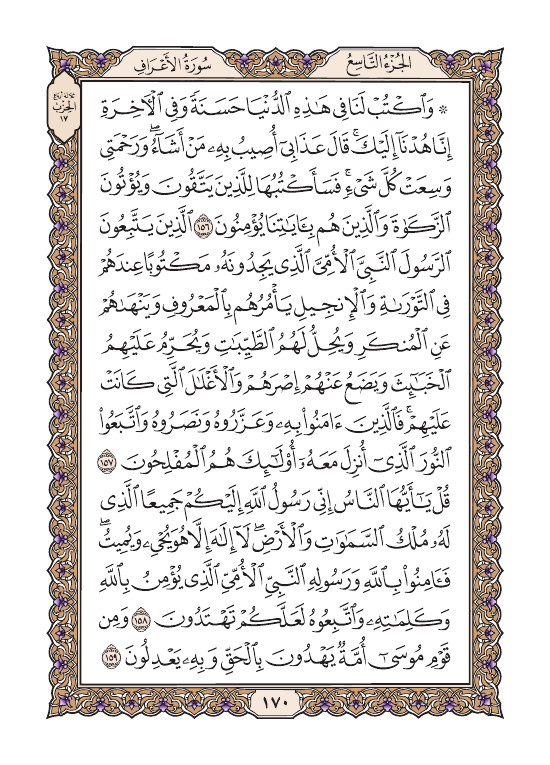 سُورَةُ الأَعْرَافِ
الجُزْءُ التَّاسِعُ
ثلاثة أرباع
الحِزْب
١٧
۞ وَٱكْتُبْ لَنَا فِى هَٰذِهِ ٱلدُّنْيَا حَسَنَةً وَفِى ٱلْءَاخِرَةِ
إِنَّا هُدْنَآ إِلَيْكَ ۚ قَالَ عَذَابِىٓ أُصِيبُ بِهِۦ مَنْ أَشَآءُ ۖ وَرَحْمَتِى
وَسِعَتْ كُلَّ شَىْءٍ ۚ فَسَأَكْتُبُهَا لِلَّذِينَ يَتَّقُونَ وَيُؤْتُونَ
ٱلزَّكَوٰةَ وَٱلَّذِينَ هُم بِـَٔايَٰتِنَا يُؤْمِنُونَ ١٥٦ ٱلَّذِينَ يَتَّبِعُونَ
ٱلرَّسُولَ ٱلنَّبِىَّ ٱلْأُمِّىَّ ٱلَّذِى يَجِدُونَهُۥ مَكْتُوبًا عِندَهُمْ
فِى ٱلتَّوْرَىٰةِ وَٱلْإِنجِيلِ يَأْمُرُهُم بِٱلْمَعْرُوفِ وَيَنْهَىٰهُمْ
عَنِ ٱلْمُنكَرِ وَيُحِلُّ لَهُمُ ٱلطَّيِّبَٰتِ وَيُحَرِّمُ عَلَيْهِمُ
ٱلْخَبَٰٓئِثَ وَيَضَعُ عَنْهُمْ إِصْرَهُمْ وَٱلْأَغْلَٰلَ ٱلَّتِى كَانَتْ
عَلَيْهِمْ ۚ فَٱلَّذِينَ ءَامَنُوا۟ بِهِۦ وَعَزَّرُوهُ وَنَصَرُوهُ وَٱتَّبَعُوا۟
ٱلنُّورَ ٱلَّذِىٓ أُنزِلَ مَعَهُۥٓ ۙ أُو۟لَٰٓئِكَ هُمُ ٱلْمُفْلِحُونَ ١٥٧
قُلْ يَٰٓأَيُّهَا ٱلنَّاسُ إِنِّى رَسُولُ ٱللَّهِ إِلَيْكُمْ جَمِيعًا ٱلَّذِى
لَهُۥ مُلْكُ ٱلسَّمَٰوَٰتِ وَٱلْأَرْضِ ۖ لَآ إِلَٰهَ إِلَّا هُوَ يُحْىِۦ وَيُمِيتُ ۖ
فَـَٔامِنُوا۟ بِٱللَّهِ وَرَسُولِهِ ٱلنَّبِىِّ ٱلْأُمِّىِّ ٱلَّذِى يُؤْمِنُ بِٱللَّهِ
وَكَلِمَٰتِهِۦ وَٱتَّبِعُوهُ لَعَلَّكُمْ تَهْتَدُونَ ١٥٨ وَمِن
قَوْمِ مُوسَىٰٓ أُمَّةٌ يَهْدُونَ بِٱلْحَقِّ وَبِهِۦ يَعْدِلُونَ ١٥٩
١٧٠